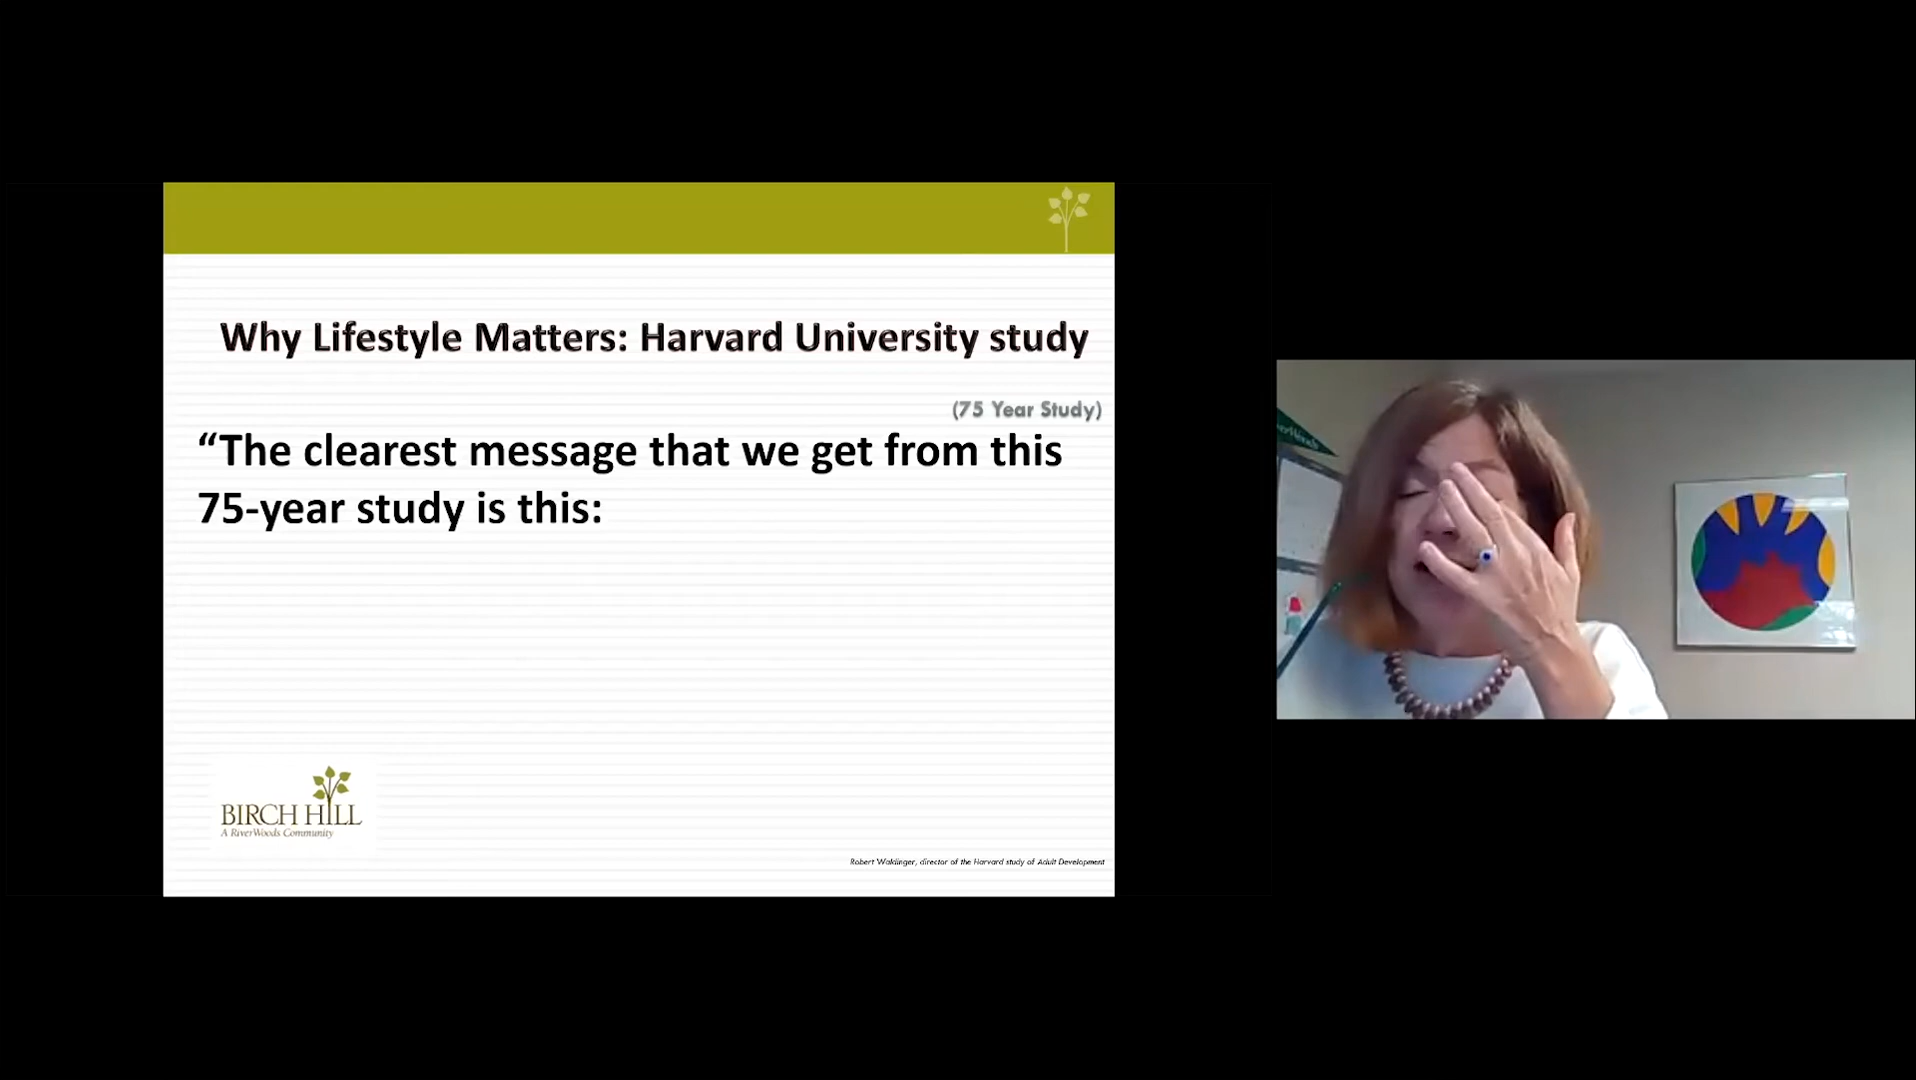 Why Lifestyle Matters: Harvard University study
(75 Year Study)
“The clearest message that we get from this
75-year study is this:
BIRCH HILL
A RiverWoods Community
Robert Waldinger, director of the Harvard study of Adult Development